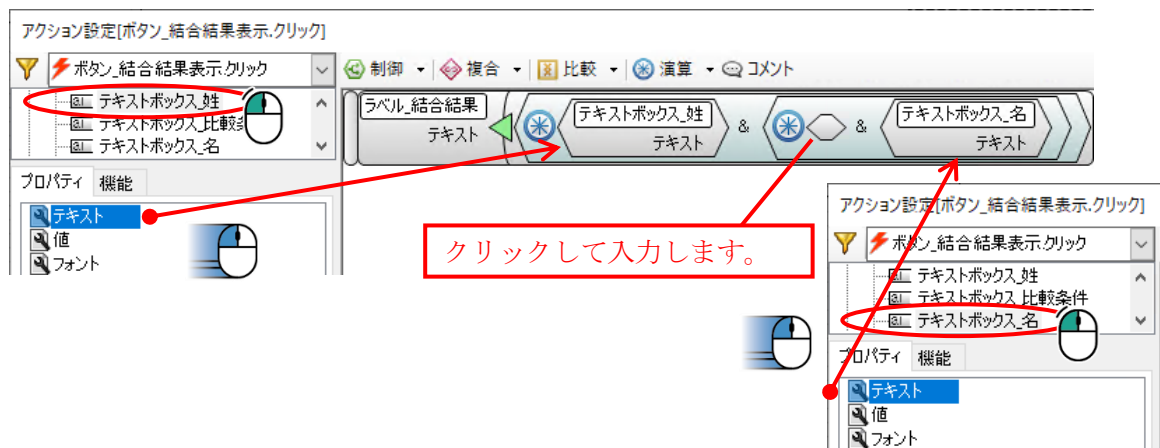 アクション設定[ボタン_結合結果表示.クリック]
ボタン_結合結果表示.クリック
制御 複合 比較 演算 コメント
テキストボックス_姓
テキストボックス_比較
テキストボックス_名
ラベル_結合結果
テキスト
テキストボックス_姓
テキスト
&
&
テキストボックス_名
テキスト
プロパティ 機能
テキスト
値
フォント
クリックして入力します。
アクション設定[ボタン_結合結果表示.クリック]
ボタン_結合結果表示.クリック
テキストボックス_姓
テキストボックス_比較条件
テキストボックス_名
プロパティ 機能
テキスト
値
フォント